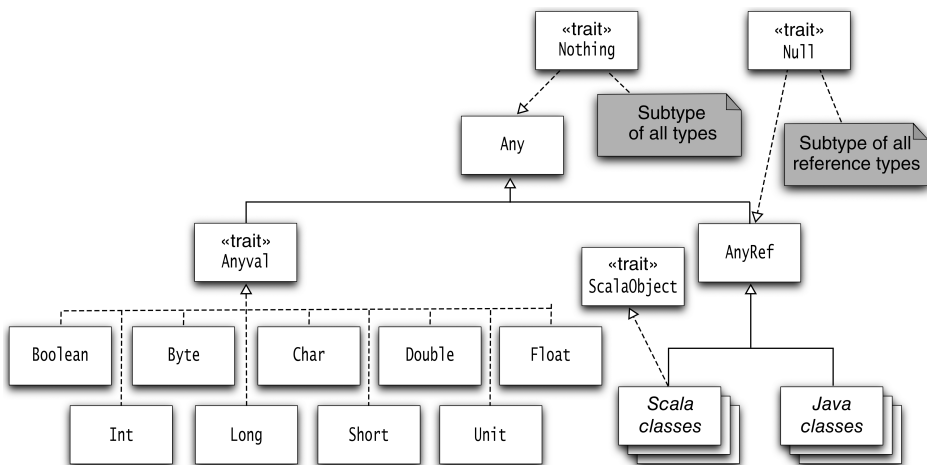 «trait»
Nothing
«trait»
Null
Subtype
of all types
Any
Subtype of all
reference types
«trait»
Anyval
«trait»
ScalaObject
AnyRef
Boolean
Byte
Char
Double
Float
Scala
classes
Java
classes
Int
Long
Short
Unit